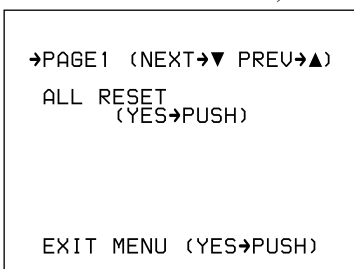 ➔PAGE1 (NEXT➔▼ PREV➔▲)
ALL RESET
(YES➔PUSH)
EXIT MENU (YES➔PUSH)